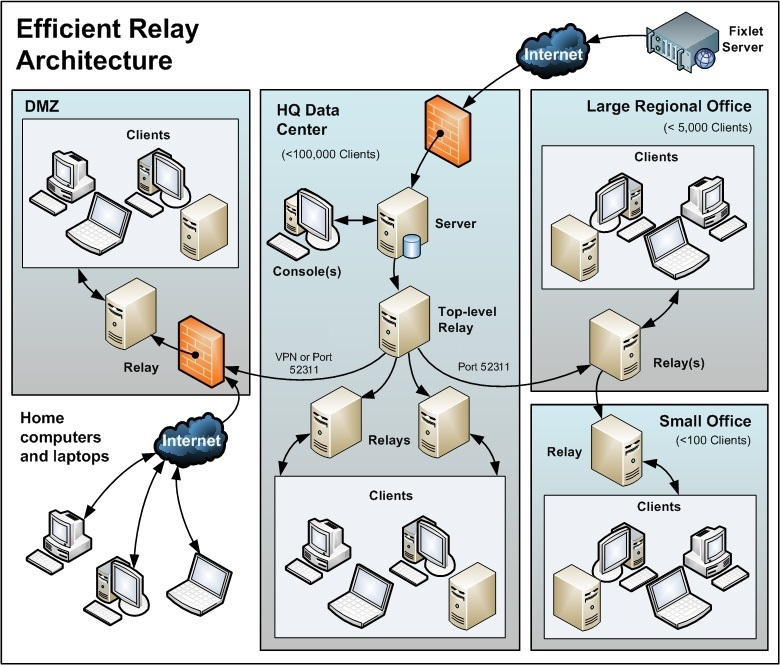 Efficient Relay
Architecture
Internet
Fixlet
Server
DMZ
Clients
Relay
HQ Data
Center
(<100,000 Clients)
Server
Console(s)
Top-level
Relay
VPN or Port
52311
Port 52311
Relays
Clients
Large Regional Office
(< 5,000 Clients)
Clients
Relay(s)
Home
computers
and laptops
Internet
Small Office
(<100 Clients)
Relay
Clients